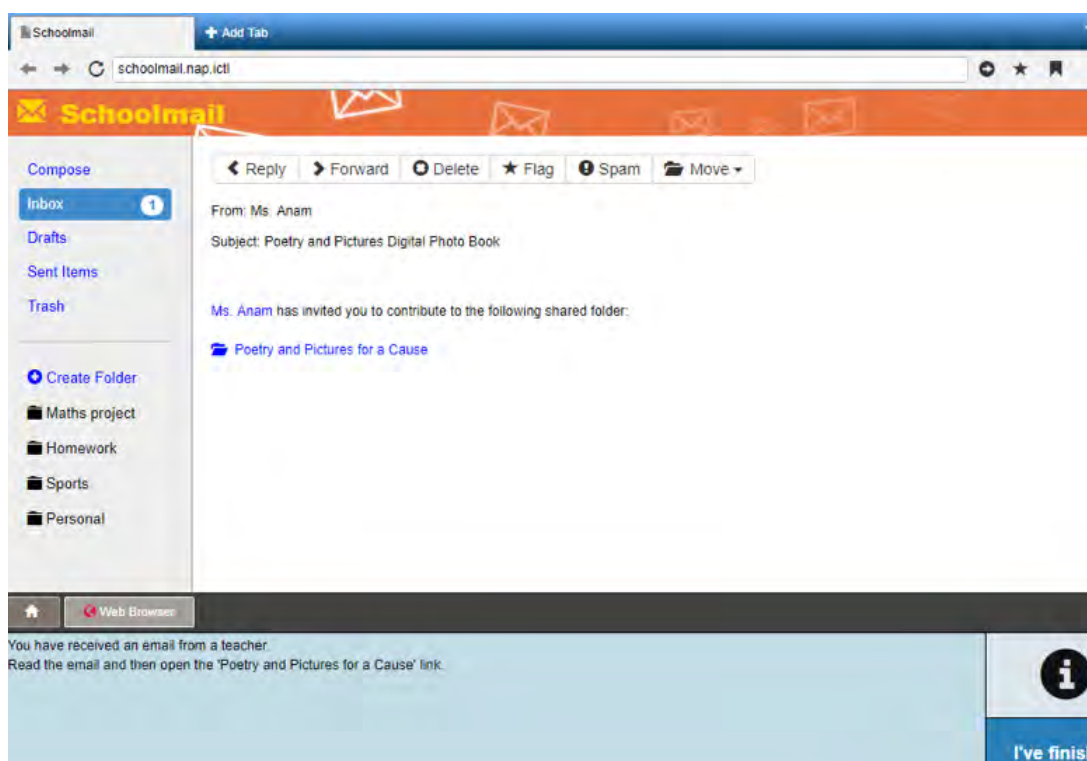 Schoolmail
Add Tab
schoolmail.nap.ictl
Schoolmail
Compose
Reply
Forward
Delete
Flag
Spam
Move
Inbox 1
From: Ms. Anam
Drafts
Subject: Poetry and Pictures Digital Photo Book
Sent Items
Trash
Ms. Anam has invited you to contribute to the following shared folder:
Poetry and Pictures for a Cause
Create Folder
Maths project
Homework
Sports
Personal
Web Browser
You have received an email from a teacher.
Read the email and then open the 'Poetry and Pictures for a Cause' link.
I've finis